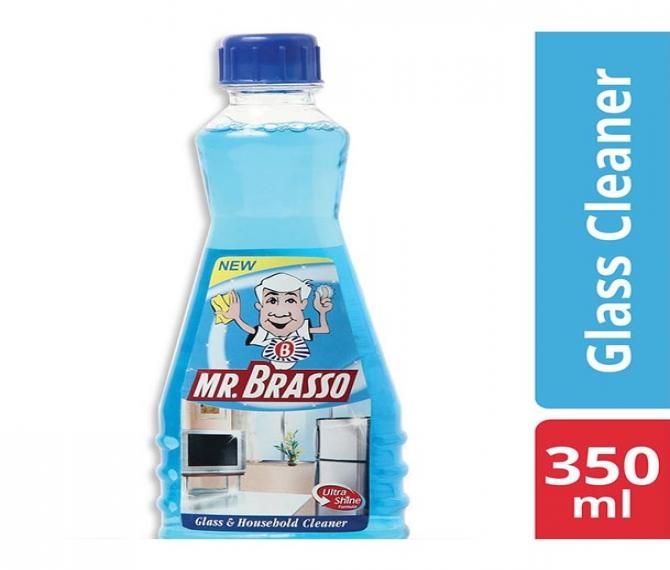 NEW
B
MR. BRASSO
Ultra
Shine
Formula
Glass & Household Cleaner
Glass Cleaner
350
ml